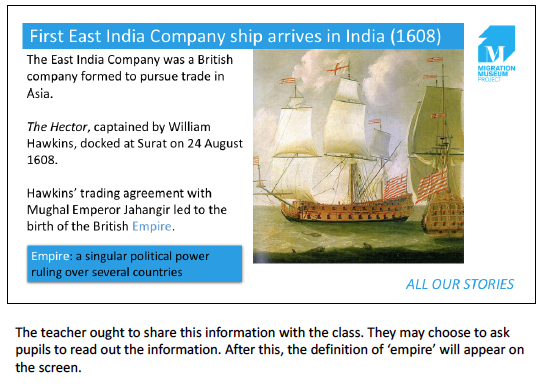 First East India Company ship arrives in India (1608)
M
MIGRATION
MUSEUM
PROJECT
The East India Company was a British
company formed to pursue trade in
Asia.
The Hector, captained by William
Hawkins, docked at Surat on 24 August
1608.
Hawkins' trading agreement with
Mughal Emperor Jahangir led to the
birth of the British Empire.
Empire: a singular political power
ruling over several countries
ALL OUR STORIES
The teacher ought to share this information with the class. They may choose to ask
pupils to read out the information. After this, the definition of 'empire' will appear on
the screen.